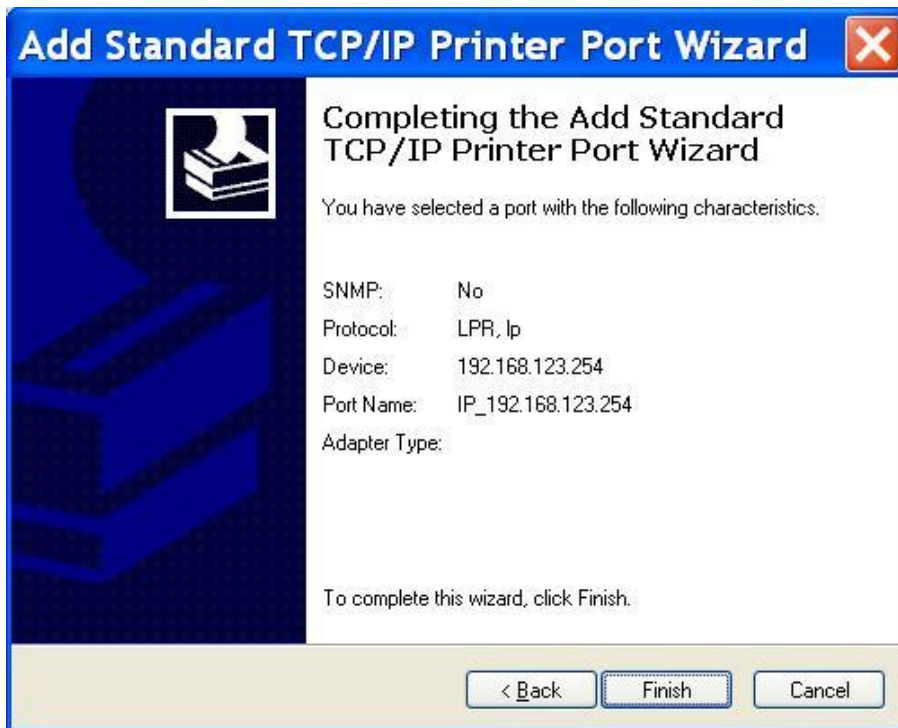 Add Standard TCP/IP Printer Port Wizard
Completing the Add Standard
TCP/IP Printer Port Wizard
You have selected a port with the following characteristics.
SNMP: No
Protocol: LPR, lp
Device: 192.168.123.254
Port Name: IP_192.168.123.254
Adapter Type:
To complete this wizard, click Finish.
< Back Finish Cancel